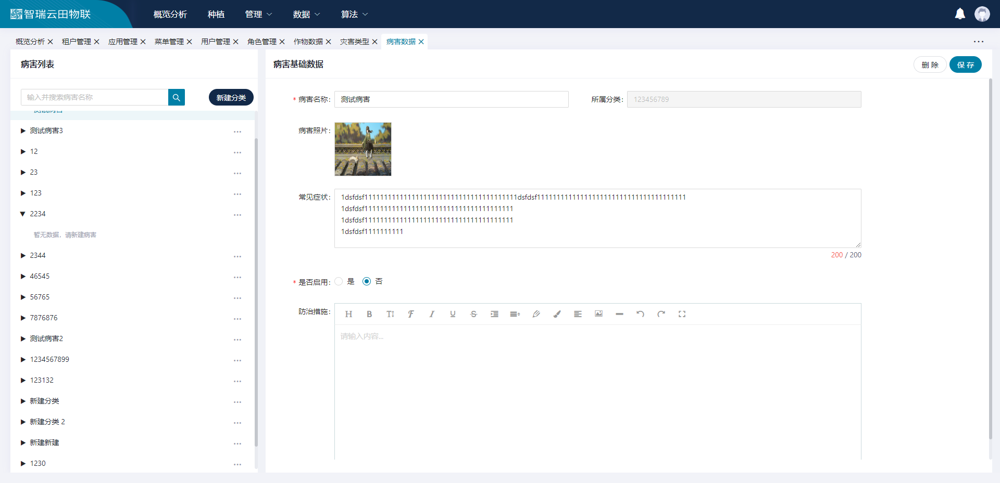 智瑞云田物联
概览分析 种植 管理 数据 算法
概览分析 租户管理 应用管理 菜单管理 用户管理 角色管理 作物数据 灾害类型 病害数据
病害列表
输入并搜索病害名称
新建分类
测试病害
测试病害3
12
23
123
2234
暂无数据，请新建病害
2344
46545
56765
7876876
测试病害2
1234567899
123132
新建分类
新建分类 2
新建新建
1230
病害基础数据
删 除
保 存
* 病害名称: 测试病害
所属分类: 123456789
病害照片:
常见症状:
1dsfdsf1111111111111111111111111111111111111111dsfdsf11111111111111111111111111111111111111
1dsfdsf11111111111111111111111111111111111111
1dsfdsf11111111111111111111111111111111111111
1dsfdsf1111111111
200 / 200
* 是否启用: 是 否
防治措施:
请输入内容...